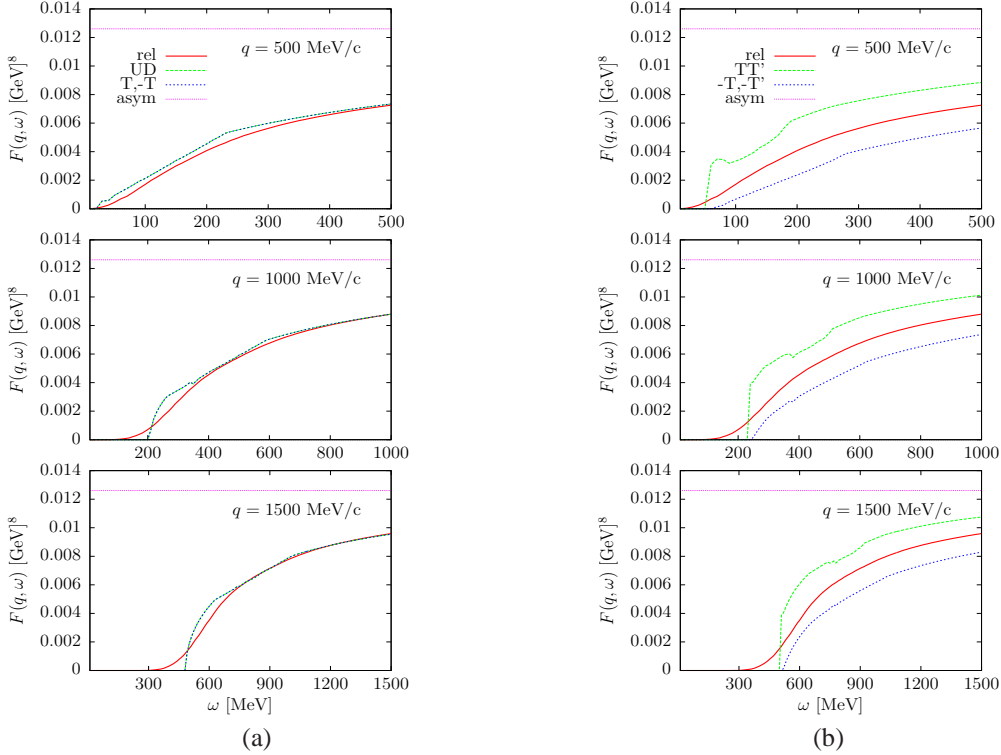 0.014
0.012
0.01
0.008
0.006
0.004
0.002
0
F(q, ω) [GeV]⁸
q = 500 MeV/c
rel
UD
T,-T
asym
100 200 300 400 500
0.014
0.012
0.01
0.008
0.006
0.004
0.002
0
F(q, ω) [GeV]⁸
q = 1000 MeV/c
200 400 600 800 1000
0.014
0.012
0.01
0.008
0.006
0.004
0.002
0
F(q, ω) [GeV]⁸
q = 1500 MeV/c
300 600 900 1200 1500
ω [MeV]
(a)
0.014
0.012
0.01
0.008
0.006
0.004
0.002
0
F(q, ω) [GeV]⁸
q = 500 MeV/c
rel
TT'
-T,-T'
asym
100 200 300 400 500
0.014
0.012
0.01
0.008
0.006
0.004
0.002
0
F(q, ω) [GeV]⁸
q = 1000 MeV/c
200 400 600 800 1000
0.014
0.012
0.01
0.008
0.006
0.004
0.002
0
F(q, ω) [GeV]⁸
q = 1500 MeV/c
300 600 900 1200 1500
ω [MeV]
(b)